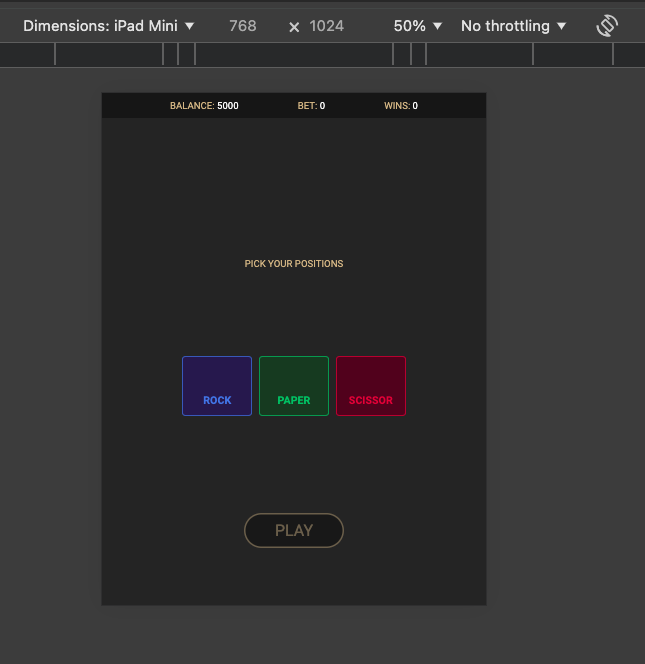 Dimensions: iPad Mini ▼ 768 × 1024 50% ▼ No throttling ▼
BALANCE: 5000 BET: 0 WINS: 0
PICK YOUR POSITIONS
ROCK PAPER SCISSOR
PLAY